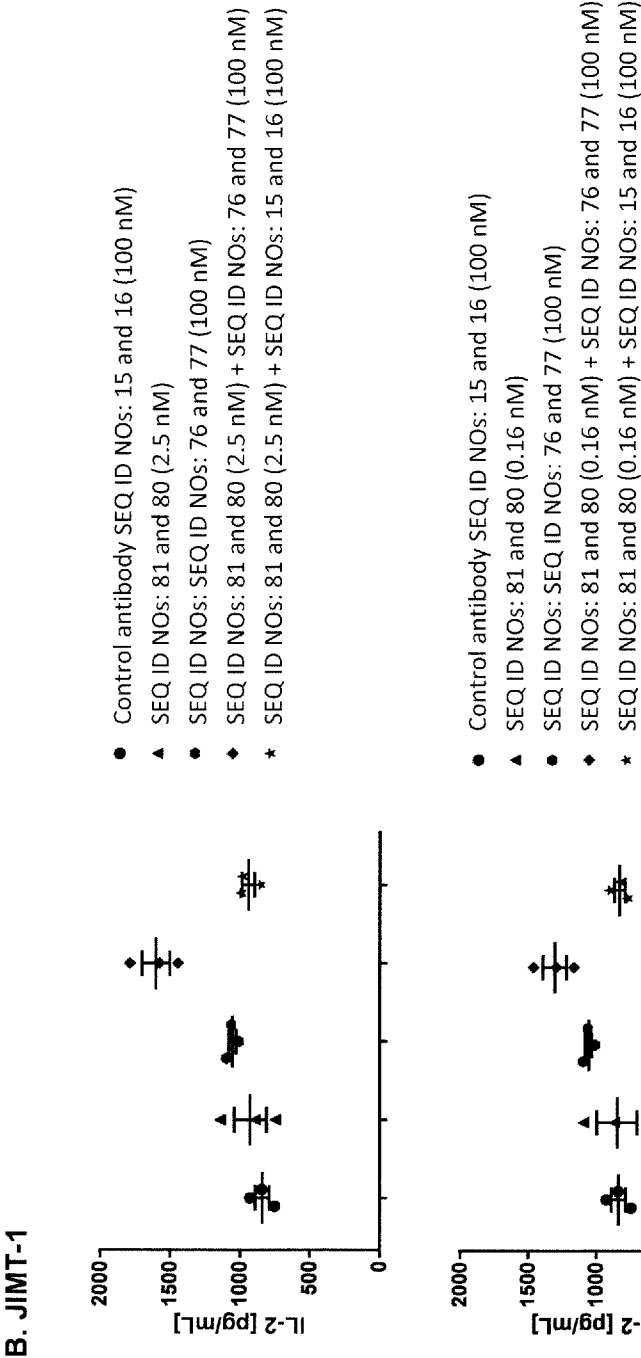 B. JIMT-1
IL-2 [pg/mL]
2000
1500
1000
500
0
● Control antibody SEQ ID NOs: 15 and 16 (100 nM)
▲ SEQ ID NOs: 81 and 80 (2.5 nM)
● SEQ ID NOs: SEQ ID NOs: 76 and 77 (100 nM)
◆ SEQ ID NOs: 81 and 80 (2.5 nM) + SEQ ID NOs: 76 and 77 (100 nM)
★ SEQ ID NOs: 81 and 80 (2.5 nM) + SEQ ID NOs: 15 and 16 (100 nM)
-2 [pg/mL]
2000
1500
1000
● Control antibody SEQ ID NOs: 15 and 16 (100 nM)
▲ SEQ ID NOs: 81 and 80 (0.16 nM)
● SEQ ID NOs: SEQ ID NOs: 76 and 77 (100 nM)
◆ SEQ ID NOs: 81 and 80 (0.16 nM) + SEQ ID NOs: 76 and 77 (100 nM)
★ SEQ ID NOs: 81 and 80 (0.16 nM) + SEQ ID NOs: 15 and 16 (100 nM)